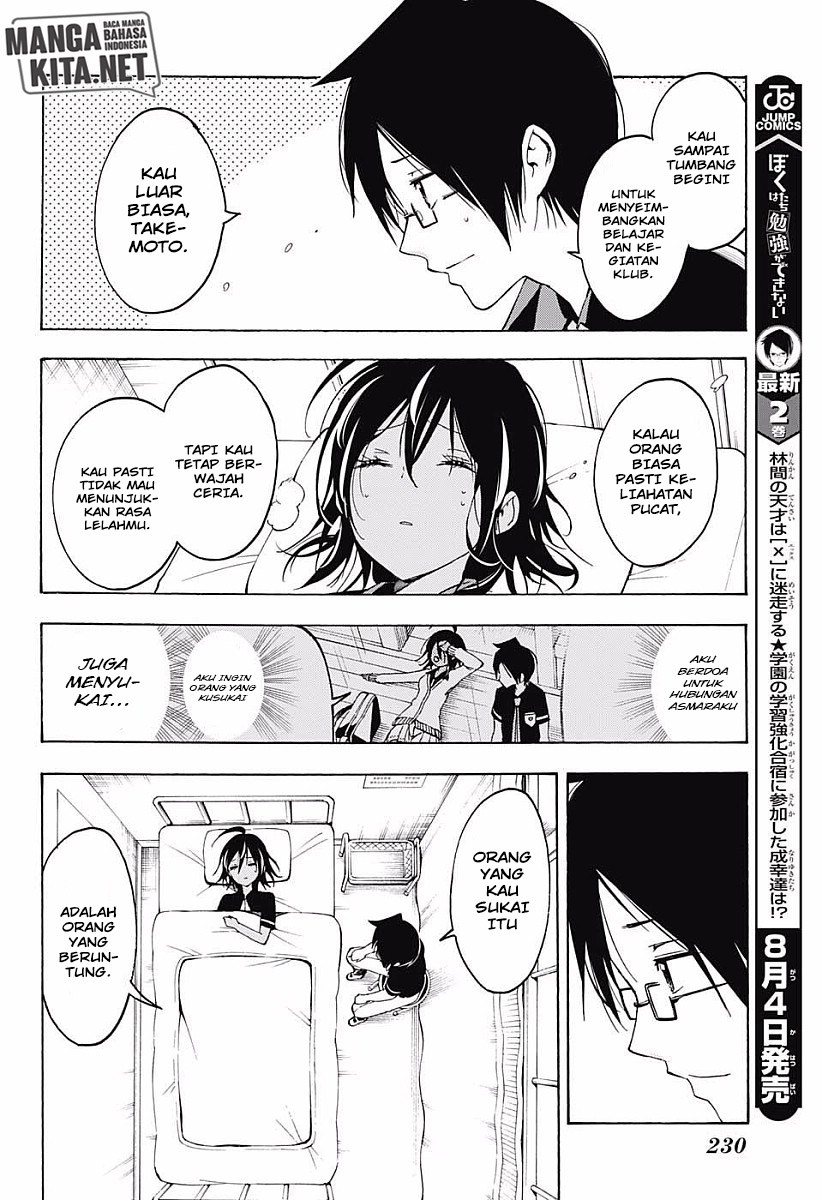 MANGA
BACA MANGA
BAHASA
INDONESIA
KITA.NET
KAU
SAMPAI
TUMBANG
BEGINI
UNTUK
MENYEIM-
BANGKAN
BELAJAR
DAN KE-
GIATAN
KLUB.
KAU
LUAR
BIASA,
TAKE-
MOTO.
KALAU
ORANG
BIASA
PASTI KE-
LIAHATAN
PUCAT,
TAPI KAU
TETAP BER-
WAJAH
CERIA.
KAU PASTI
TIDAK MAU
MENUNJUK-
KAN RASA
LELAHMU.
AKU
BERDOA
UNTUK
HUBUNGAN
ASMARAKU
AKU INGIN
ORANG YANG
KUSUKAI
JUGA
MENYU-
KAI...
ORANG
YANG
KAU
SUKAI
ITU
ADALAH
ORANG
YANG
BERUN-
TUNG.
JUMP
COMICS
ぼくたちは勉強ができない
最新
2巻
林間の天才は[x]に迷走する★学園の学習強化合宿に参加した成幸達は!?
8月4日発売
230